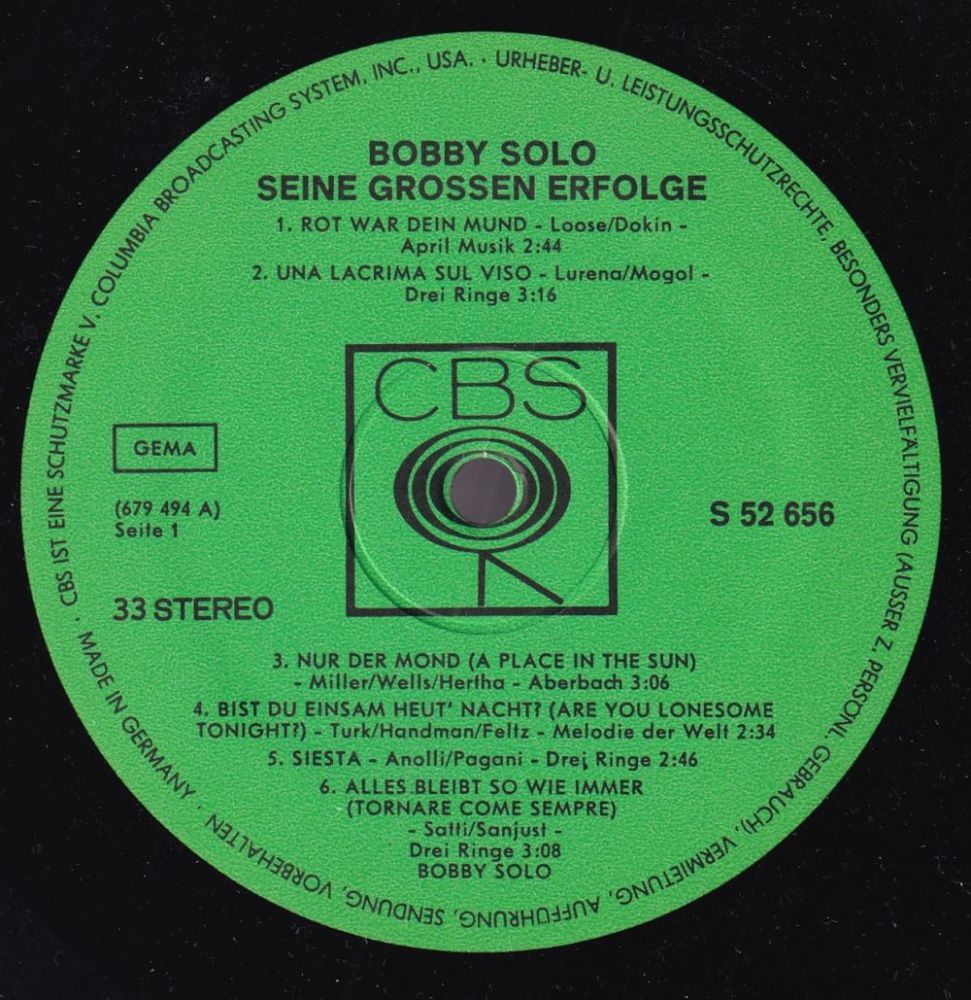 CBS IST EINE SCHUTZMARKE V. COLUMBIA BROADCASTING SYSTEM, INC., USA. · URHEBER- U. LEISTUNGSSCHUTZRECHTE, BESONDERS VERVIELFÄLTIGUNG (AUSSER Z. PERSÖNL. GEBRAUCH), VERMIETUNG, AUFFÜHRUNG, SENDUNG, VORBEHALTEN · MADE IN GERMANY ·
BOBBY SOLO
SEINE GROSSEN ERFOLGE
1. ROT WAR DEIN MUND - Loose/Dokin -
April Musik 2:44
2. UNA LACRIMA SUL VISO - Lurena/Mogol -
Drei Ringe 3:16
CBS
GEMA
(679 494 A)
Seite 1
S 52 656
33 STEREO
3. NUR DER MOND (A PLACE IN THE SUN)
- Miller/Wells/Hertha - Aberbach 3:06
4. BIST DU EINSAM HEUT' NACHT? (ARE YOU LONESOME
TONIGHT?) - Turk/Handman/Feltz - Melodie der Welt 2:34
5. SIESTA - Anolli/Pagani - Drei Ringe 2:46
6. ALLES BLEIBT SO WIE IMMER
(TORNARE COME SEMPRE)
- Satti/Sanjust -
Drei Ringe 3:08
BOBBY SOLO